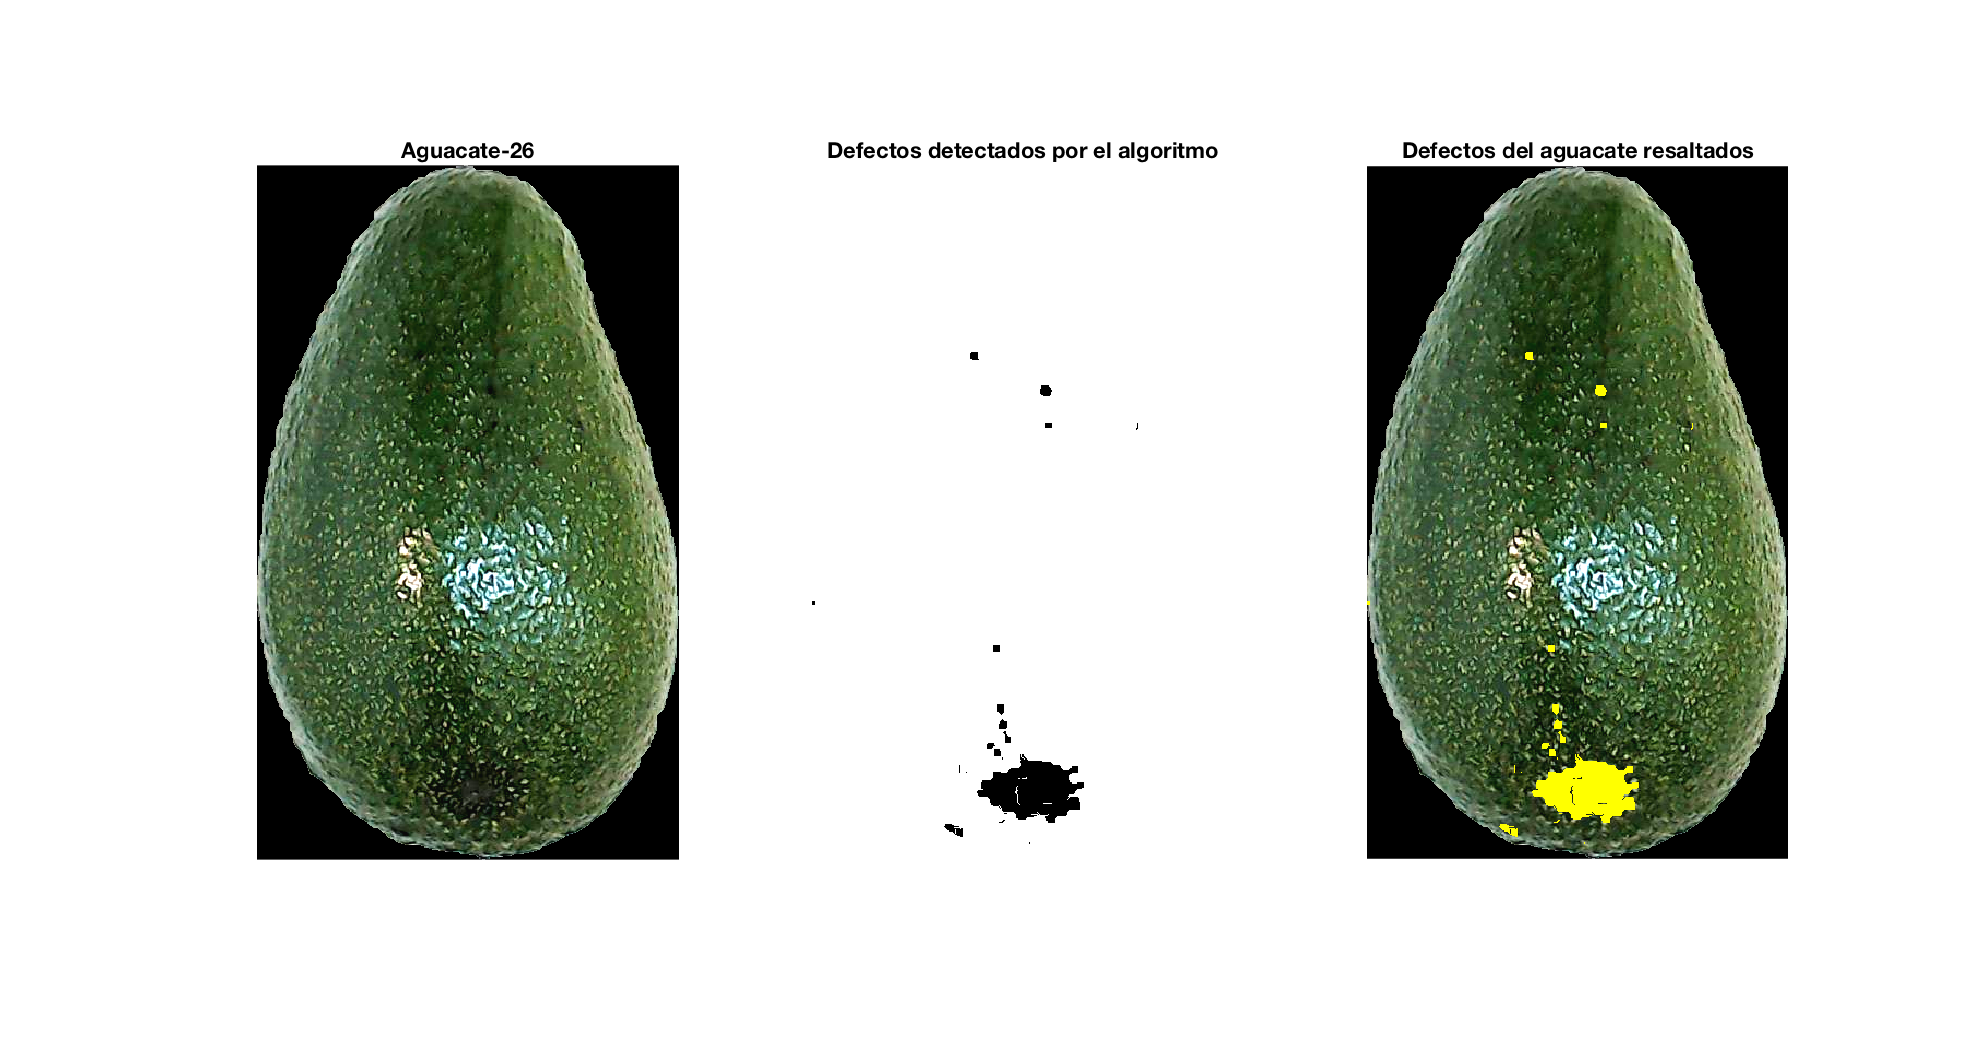 Aguacate-26
Defectos detectados por el algoritmo
Defectos del aguacate resaltados